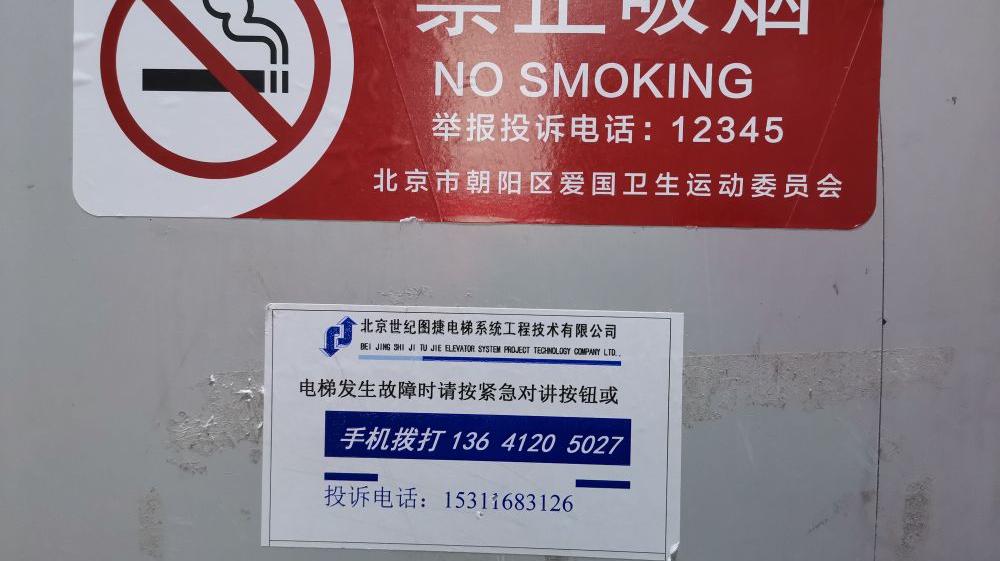 禁止吸烟
NO SMOKING
举报投诉电话：12345
北京市朝阳区爱国卫生运动委员会
北京世纪图捷电梯系统工程技术有限公司
BEI JING SHI JI TU JIE ELEVATOR SYSTEM PROJECT TECHNOLOGY COMPANY LTD.,
电梯发生故障时请按紧急对讲按钮或
手机拨打 136 4120 5027
投诉电话：15311683126